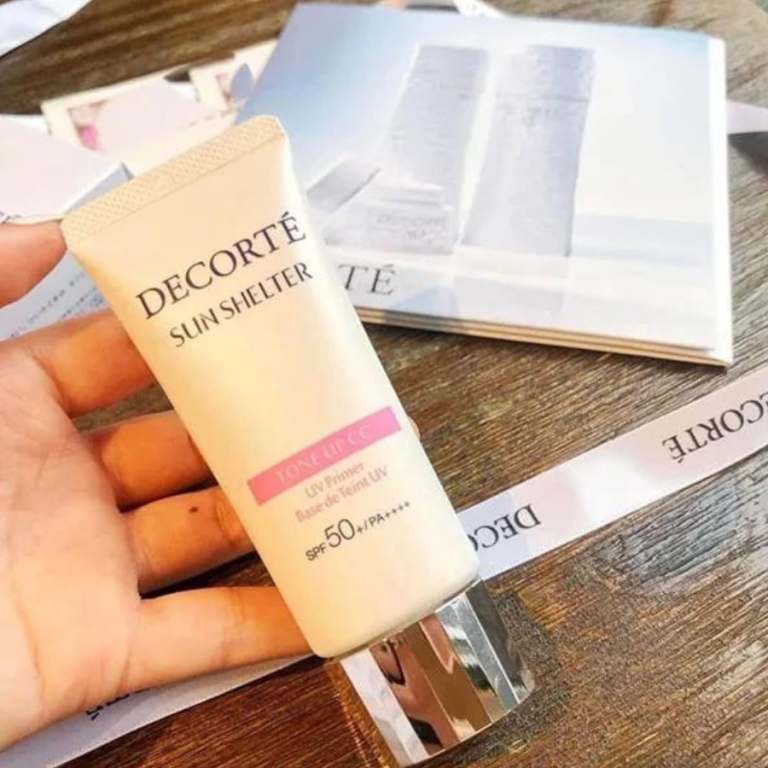 DECORTÉ
SUN SHELTER
TONE UP CC
UV Primer
Base de Teint UV
SPF50+/PA++++
TÉ
DECORTÉ
DECO